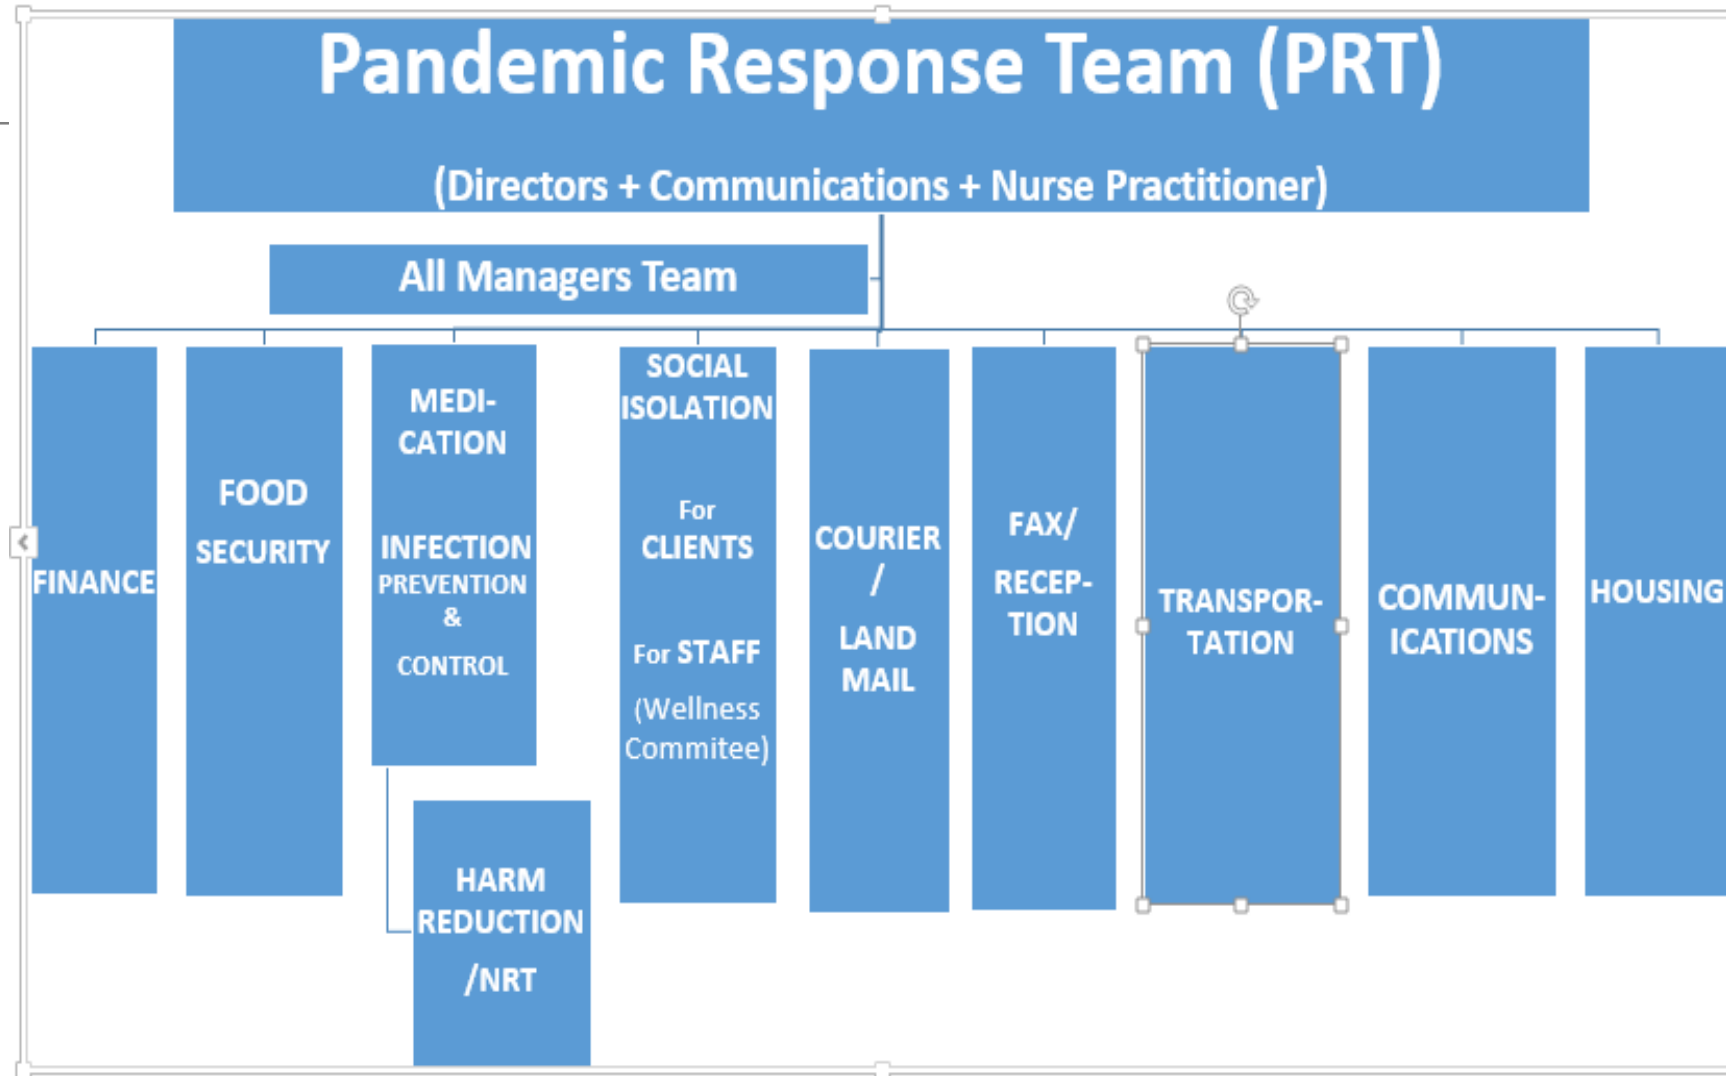 Pandemic Response Team (PRT)
(Directors + Communications + Nurse Practitioner)
All Managers Team
FINANCE
FOOD
SECURITY
MEDI-
CATION
INFECTION
PREVENTION
&
CONTROL
HARM
REDUCTION
/NRT
SOCIAL
ISOLATION
For
CLIENTS
For STAFF
(Wellness
Commitee)
COURIER
/
LAND
MAIL
FAX/
RECEP-
TION
TRANSPOR-
TATION
COMMUN-
ICATIONS
HOUSING